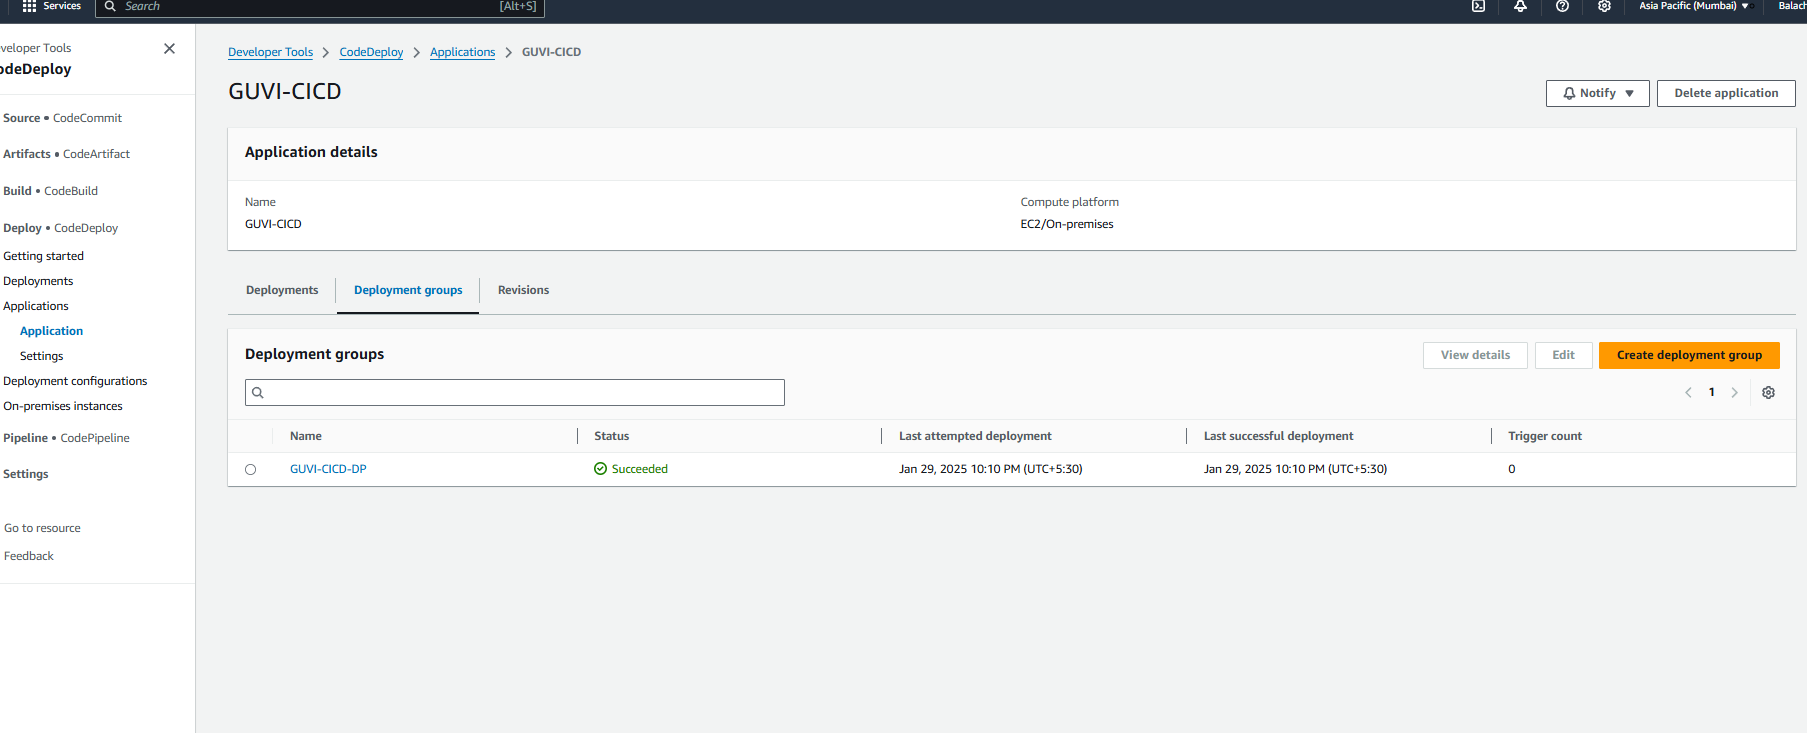 Services
Search
[Alt+S]
Asia Pacific (Mumbai)
Developer Tools > CodeDeploy > Applications > GUVI-CICD
GUVI-CICD
Notify
Delete application
Source • CodeCommit
Artifacts • CodeArtifact
Build • CodeBuild
Deploy • CodeDeploy
Getting started
Deployments
Applications
Application
Settings
Deployment configurations
On-premises instances
Pipeline • CodePipeline
Settings
Go to resource
Feedback
Application details
Name
GUVI-CICD
Compute platform
EC2/On-premises
Deployments
Deployment groups
Revisions
Deployment groups
View details
Edit
Create deployment group
1
Name Status Last attempted deployment Last successful deployment Trigger count
GUVI-CICD-DP Succeeded Jan 29, 2025 10:10 PM (UTC+5:30) Jan 29, 2025 10:10 PM (UTC+5:30) 0